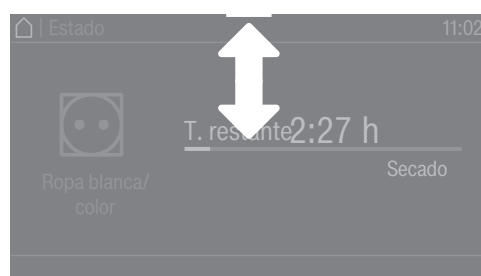 | Estado 11:02
T. restante 2:27 h
Secado
Ropa blanca/
color